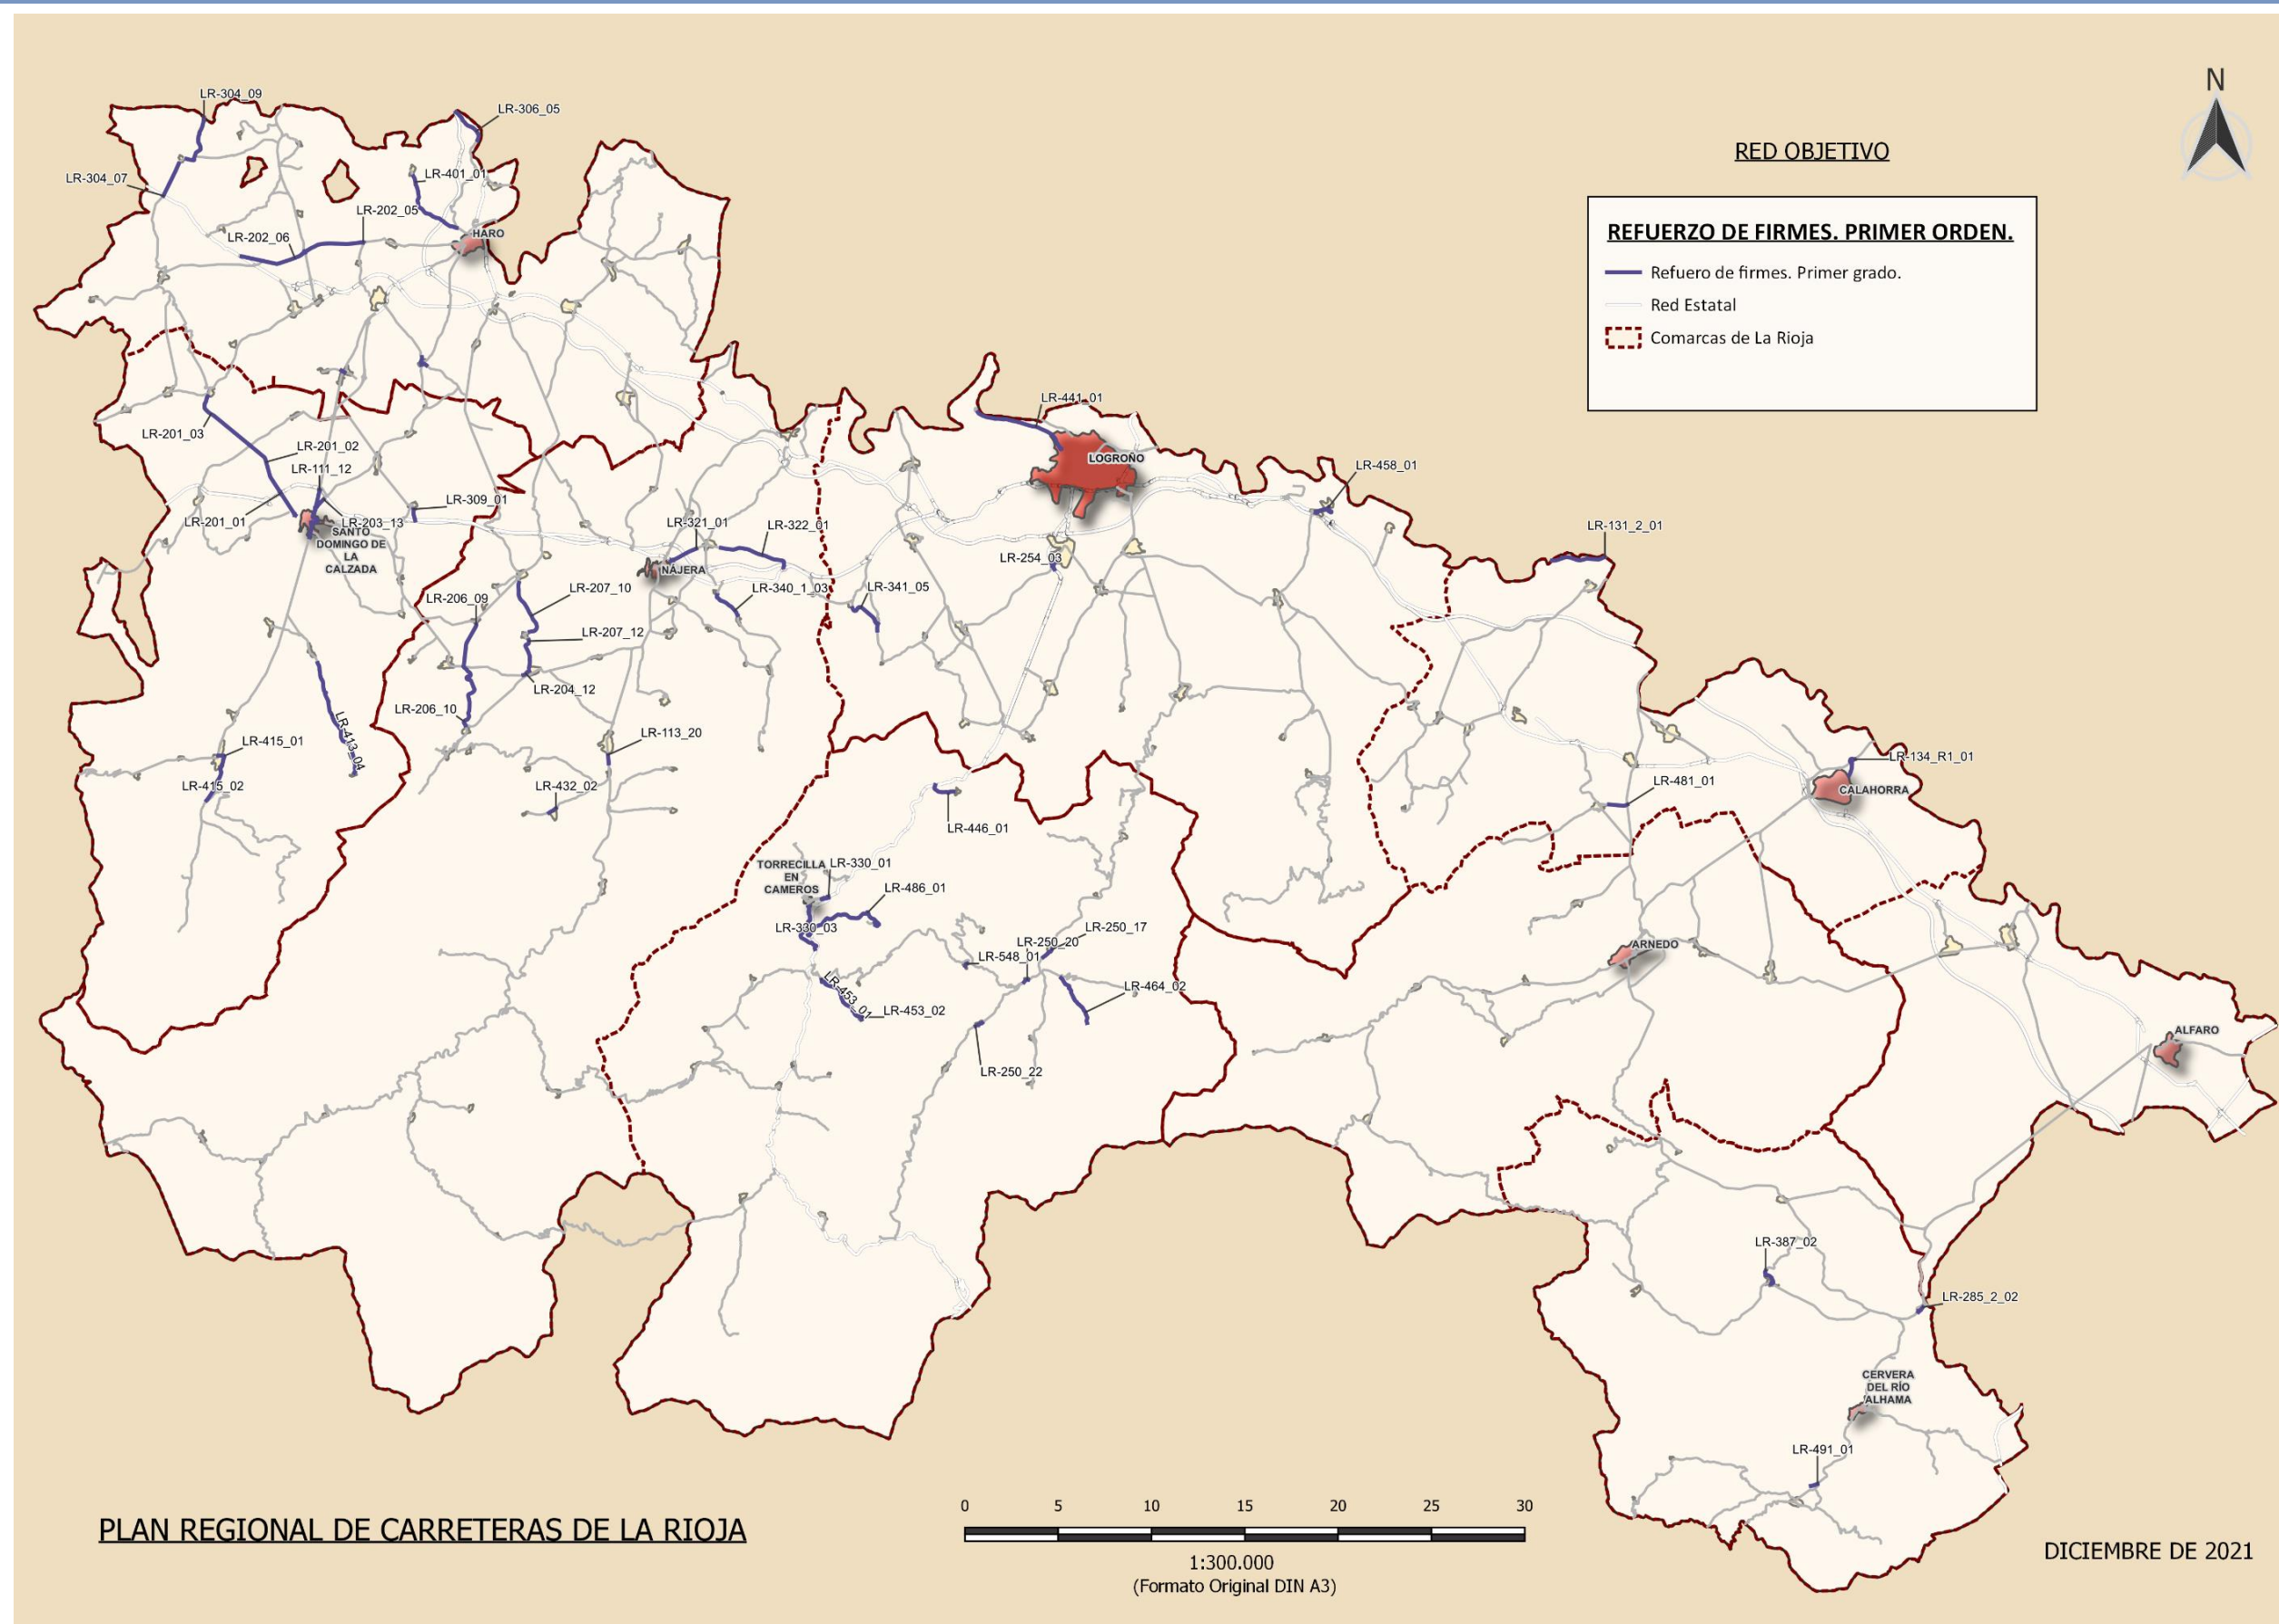 LR-304_09
LR-306_05
N
RED OBJETIVO
LR-304_07
LR-401_01
LR-202_05
HARO
LR-202_06
REFUERZO DE FIRMES. PRIMER ORDEN.
Refuero de firmes. Primer grado.
Red Estatal
Comarcas de La Rioja
LR-441_01
LR-201_03
LR-201_02
LR-111_12
LOGROÑO
LR-458_01
LR-309_01
LR-201_01
LR-203_13
SANTO
DOMINGO DE
LA
CALZADA
LR-321_01
LR-322_01
LR-131_2_01
LR-254_03
NÁJERA
LR-207_10
LR-340_1_03
LR-341_05
LR-206_09
LR-207_12
LR-204_12
LR-206_10
LR-413_04
LR-113_20
LR-415_01
LR-415_02
LR-432_02
LR-134_R1_01
LR-481_01
CALAHORRA
LR-446_01
TORRECILLA
EN
CAMEROS
LR-330_01
LR-486_01
LR-330_03
LR-250_17
LR-250_20
LR-548_01
ARNEDO
LR-464_02
LR-453_01
LR-453_02
LR-250_22
ALFARO
LR-387_02
LR-285_2_02
CERVERA
DEL RÍO
ALHAMA
LR-491_01
PLAN REGIONAL DE CARRETERAS DE LA RIOJA
0 5 10 15 20 25 30
1:300.000
(Formato Original DIN A3)
DICIEMBRE DE 2021